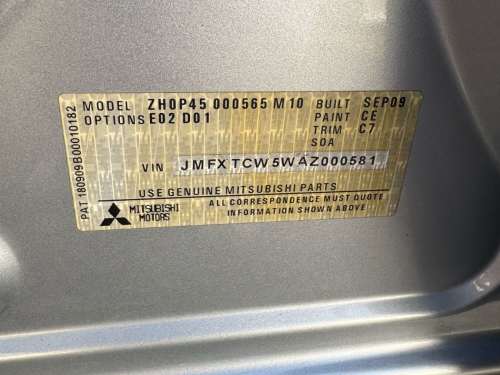 MODEL ZH0P45 000565 M10 BUILT SEP09
OPTIONS E02 D01 PAINT CE
TRIM C7
SOA
VIN JMFXTCW5WAZ000581
USE GENUINE MITSUBISHI PARTS
MITSUBISHI MOTORS
ALL CORRESPONDENCE MUST QUOTE
INFORMATION SHOWN ABOVE
PAT 180909B00010182